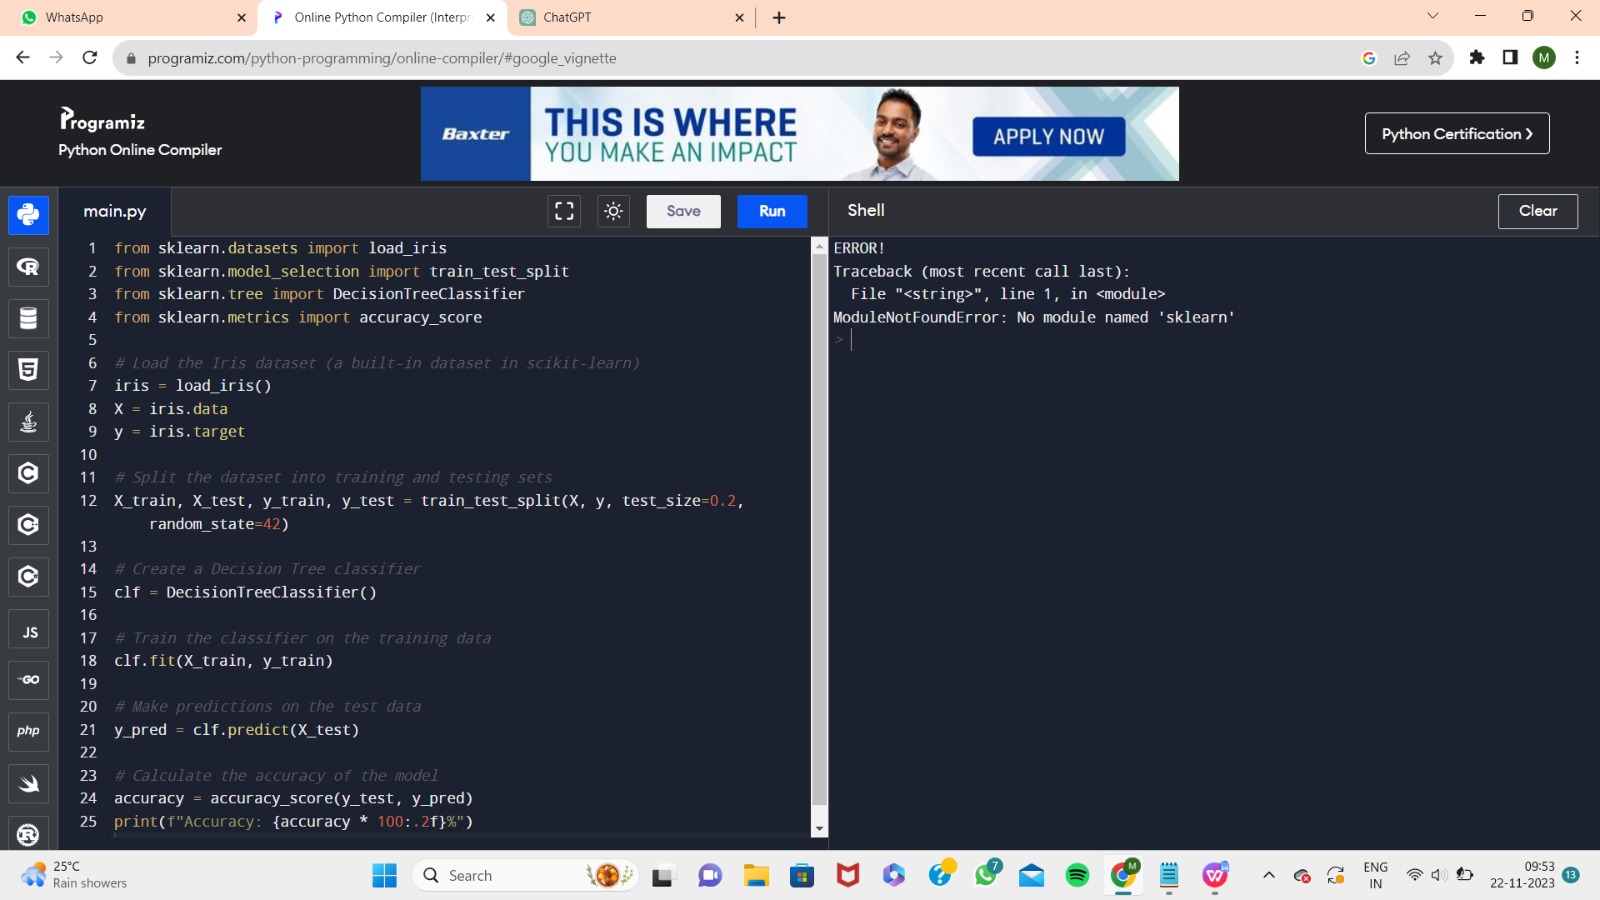 WhatsApp
Online Python Compiler (Interpr
ChatGPT
programiz.com/python-programming/online-compiler/#google_vignette
M
Programiz
Python Online Compiler
Baxter
THIS IS WHERE
YOU MAKE AN IMPACT
APPLY NOW
Python Certification
main.py
Save
Run
Shell
Clear
1 from sklearn.datasets import load_iris
2 from sklearn.model_selection import train_test_split
3 from sklearn.tree import DecisionTreeClassifier
4 from sklearn.metrics import accuracy_score
5
6 # Load the Iris dataset (a built-in dataset in scikit-learn)
7 iris = load_iris()
8 X = iris.data
9 y = iris.target
10
11 # Split the dataset into training and testing sets
12 X_train, X_test, y_train, y_test = train_test_split(X, y, test_size=0.2,
random_state=42)
13
14 # Create a Decision Tree classifier
15 clf = DecisionTreeClassifier()
16
17 # Train the classifier on the training data
18 clf.fit(X_train, y_train)
19
20 # Make predictions on the test data
21 y_pred = clf.predict(X_test)
22
23 # Calculate the accuracy of the model
24 accuracy = accuracy_score(y_test, y_pred)
25 print(f"Accuracy: {accuracy * 100:.2f}%")
ERROR!
Traceback (most recent call last):
File "<string>", line 1, in <module>
ModuleNotFoundError: No module named 'sklearn'
>
JS
GO
php
25°C
Rain showers
Search
7
M
ENG
IN
09:53
22-11-2023
13